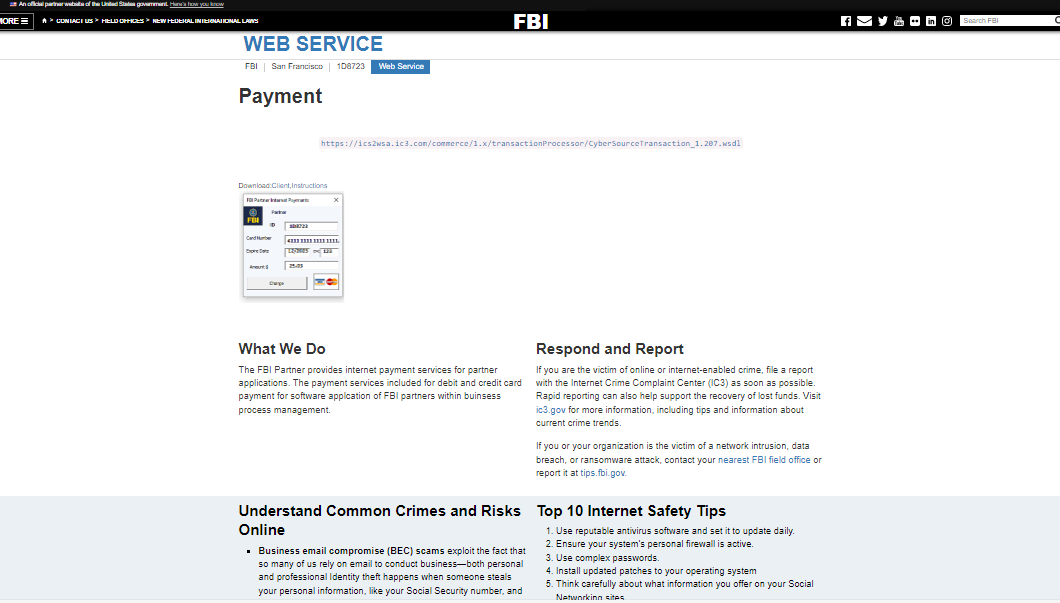 An official partner website of the United States government. Here's how you know
MORE
> CONTACT US > FIELD OFFICES > NEW FEDERAL INTERNATIONAL LAWS
FBI
Search FBI
WEB SERVICE
FBI | San Francisco | 1D8723 Web Service
Payment
https://ics2wsa.ic3.com/commerce/1.x/transactionProcessor/CyberSourceTransaction_1.207.wsdl
Download:Client,Instructions
FBI Partner Internet Payments
FBI
Partner
ID 1D8723
Card Number 4111 1111 1111 1111
Expire Date 12/2023 123
Amount $ 25.03
Charge
What We Do
The FBI Partner provides internet payment services for partner
applications. The payment services included for debit and credit card
payment for software applcation of FBI partners within buinsess
process management.
Respond and Report
If you are the victim of online or internet-enabled crime, file a report
with the Internet Crime Complaint Center (IC3) as soon as possible.
Rapid reporting can also help support the recovery of lost funds. Visit
ic3.gov for more information, including tips and information about
current crime trends.
If you or your organization is the victim of a network intrusion, data
breach, or ransomware attack, contact your nearest FBI field office or
report it at tips.fbi.gov.
Understand Common Crimes and Risks
Online
Business email compromise (BEC) scams exploit the fact that
so many of us rely on email to conduct business—both personal
and professional Identity theft happens when someone steals
your personal information, like your Social Security number, and
Top 10 Internet Safety Tips
1. Use reputable antivirus software and set it to update daily.
2. Ensure your system's personal firewall is active.
3. Use complex passwords.
4. Install updated patches to your operating system
5. Think carefully about what information you offer on your Social
Networking sites